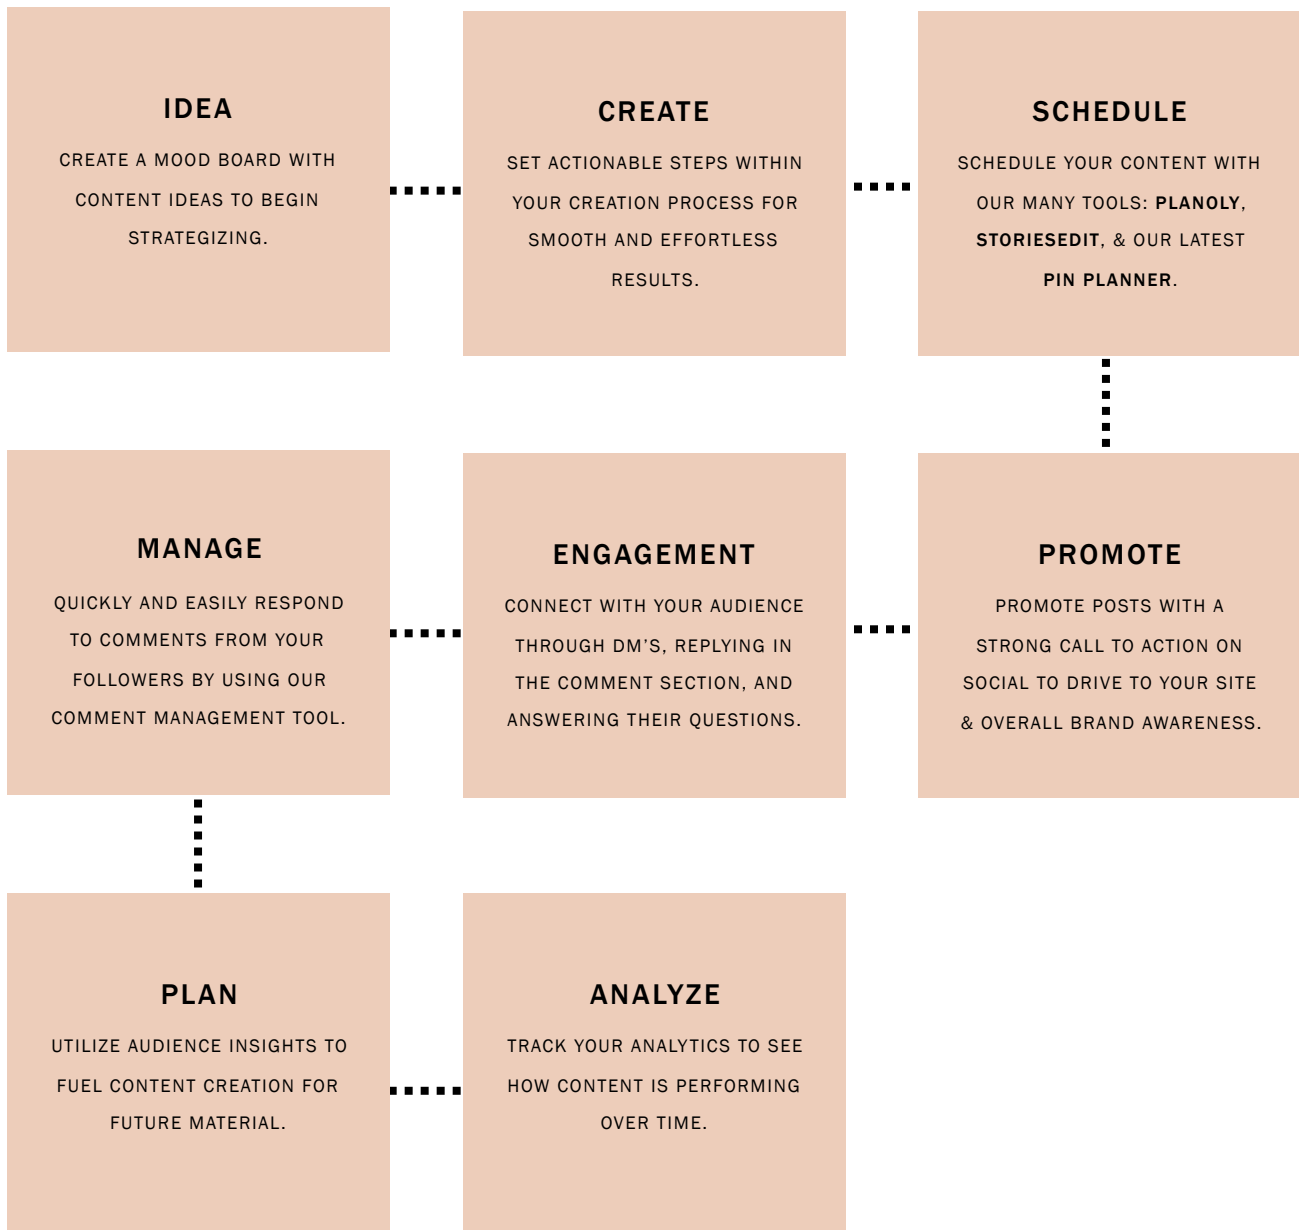 IDEA
CREATE A MOOD BOARD WITH
CONTENT IDEAS TO BEGIN
STRATEGIZING.
CREATE
SET ACTIONABLE STEPS WITHIN
YOUR CREATION PROCESS FOR
SMOOTH AND EFFORTLESS
RESULTS.
SCHEDULE
SCHEDULE YOUR CONTENT WITH
OUR MANY TOOLS: PLANOLY,
STORIESEDIT, & OUR LATEST
PIN PLANNER.
PROMOTE
PROMOTE POSTS WITH A
STRONG CALL TO ACTION ON
SOCIAL TO DRIVE TO YOUR SITE
& OVERALL BRAND AWARENESS.
ENGAGEMENT
CONNECT WITH YOUR AUDIENCE
THROUGH DM'S, REPLYING IN
THE COMMENT SECTION, AND
ANSWERING THEIR QUESTIONS.
MANAGE
QUICKLY AND EASILY RESPOND
TO COMMENTS FROM YOUR
FOLLOWERS BY USING OUR
COMMENT MANAGEMENT TOOL.
PLAN
UTILIZE AUDIENCE INSIGHTS TO
FUEL CONTENT CREATION FOR
FUTURE MATERIAL.
ANALYZE
TRACK YOUR ANALYTICS TO SEE
HOW CONTENT IS PERFORMING
OVER TIME.